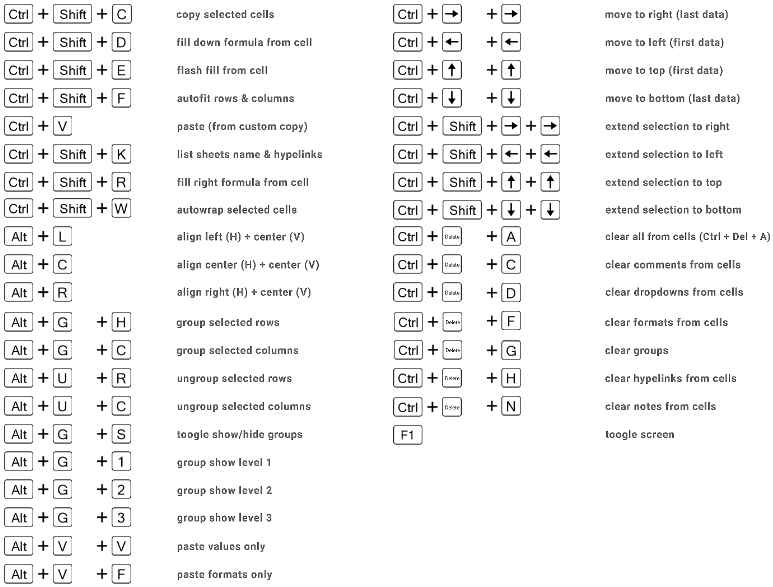 Ctrl + Shift + C copy selected cells
Ctrl + Shift + D fill down formula from cell
Ctrl + Shift + E flash fill from cell
Ctrl + Shift + F autofit rows & columns
Ctrl + V paste (from custom copy)
Ctrl + Shift + K list sheets name & hypelinks
Ctrl + Shift + R fill right formula from cell
Ctrl + Shift + W autowrap selected cells
Alt + L align left (H) + center (V)
Alt + C align center (H) + center (V)
Alt + R align right (H) + center (V)
Alt + G + H group selected rows
Alt + G + C group selected columns
Alt + U + R ungroup selected rows
Alt + U + C ungroup selected columns
Alt + G + S toogle show/hide groups
Alt + G + 1 group show level 1
Alt + G + 2 group show level 2
Alt + G + 3 group show level 3
Alt + V + V paste values only
Alt + V + F paste formats only
Ctrl + → + → move to right (last data)
Ctrl + ← + ← move to left (first data)
Ctrl + ↑ + ↑ move to top (first data)
Ctrl + ↓ + ↓ move to bottom (last data)
Ctrl + Shift + → + → extend selection to right
Ctrl + Shift + ← + ← extend selection to left
Ctrl + Shift + ↑ + ↑ extend selection to top
Ctrl + Shift + ↓ + ↓ extend selection to bottom
Ctrl + Delete + A clear all from cells (Ctrl + Del + A)
Ctrl + Delete + C clear comments from cells
Ctrl + Delete + D clear dropdowns from cells
Ctrl + Delete + F clear formats from cells
Ctrl + Delete + G clear groups
Ctrl + Delete + H clear hypelinks from cells
Ctrl + Delete + N clear notes from cells
F1 toogle screen